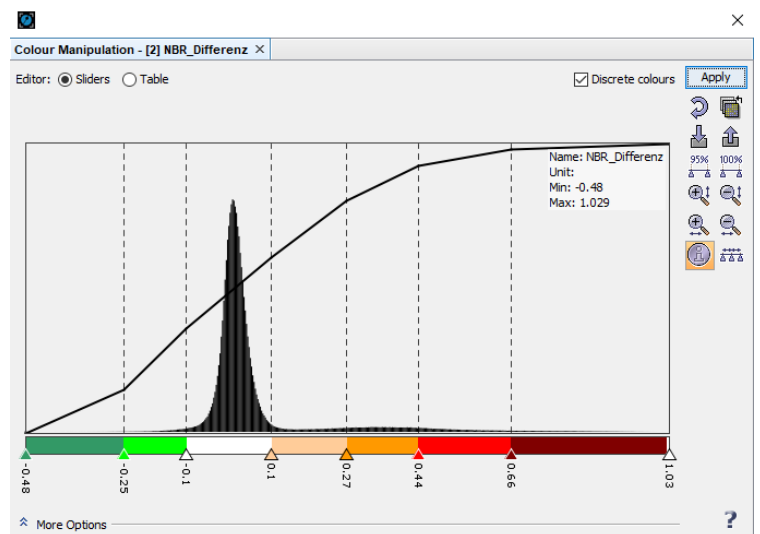 Colour Manipulation - [2] NBR_Differenz
Editor: Sliders Table
Discrete colours
Apply
95% 100%
Name: NBR_Differenz
Unit:
Min: -0.48
Max: 1.029
-0.48 -0.25 -0.1 0.1 0.27 0.44 0.66 1.03
More Options
?